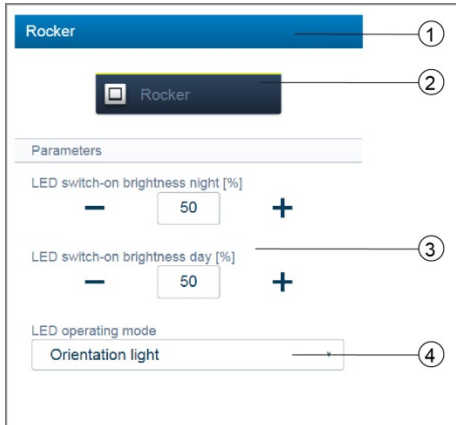 Rocker
1
2
Rocker
Parameters
LED switch-on brightness night [%]
− 50 +
LED switch-on brightness day [%]
3
− 50 +
LED operating mode
Orientation light
4